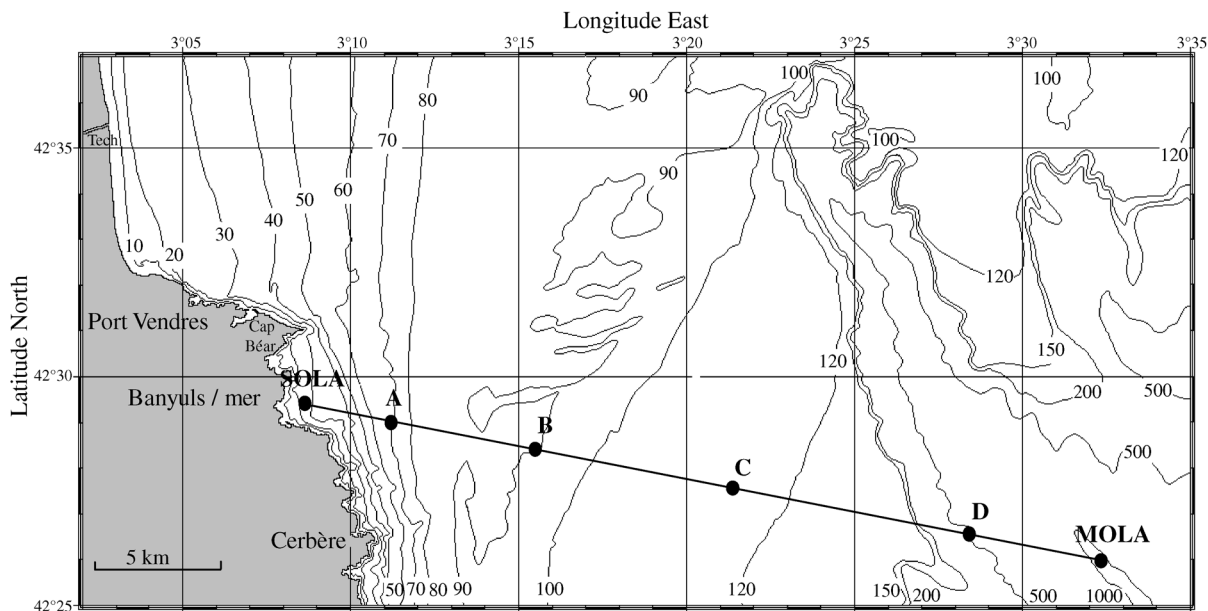 Longitude East
3°05 3°10 3°15 3°20 3°25 3°30 3°35
100
100
90
80
Tech
70
100
42°35
120
90
60
50
40
30
20
10
120
120
Port Vendres
Cap
Béar
150
120
Latitude North
42°30
SOLA
200
500
Banyuls / mer
A
B
500
C
D
MOLA
Cerbère
5 km
50 70 80 90 100 120 150 200 500 1000
42°25